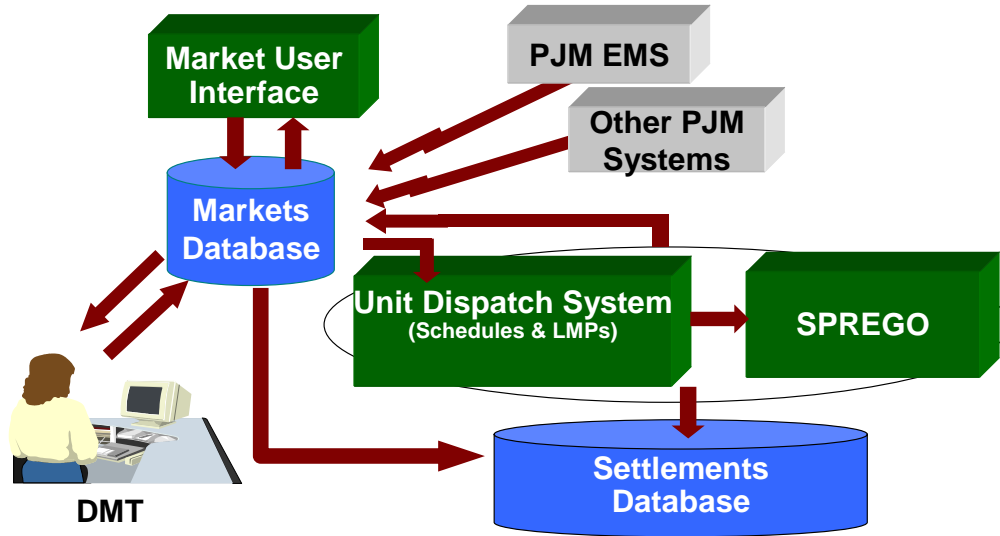 Market User
Interface
PJM EMS
Other PJM
Systems
Markets
Database
Unit Dispatch System
(Schedules & LMPs)
SPREGO
Settlements
Database
DMT